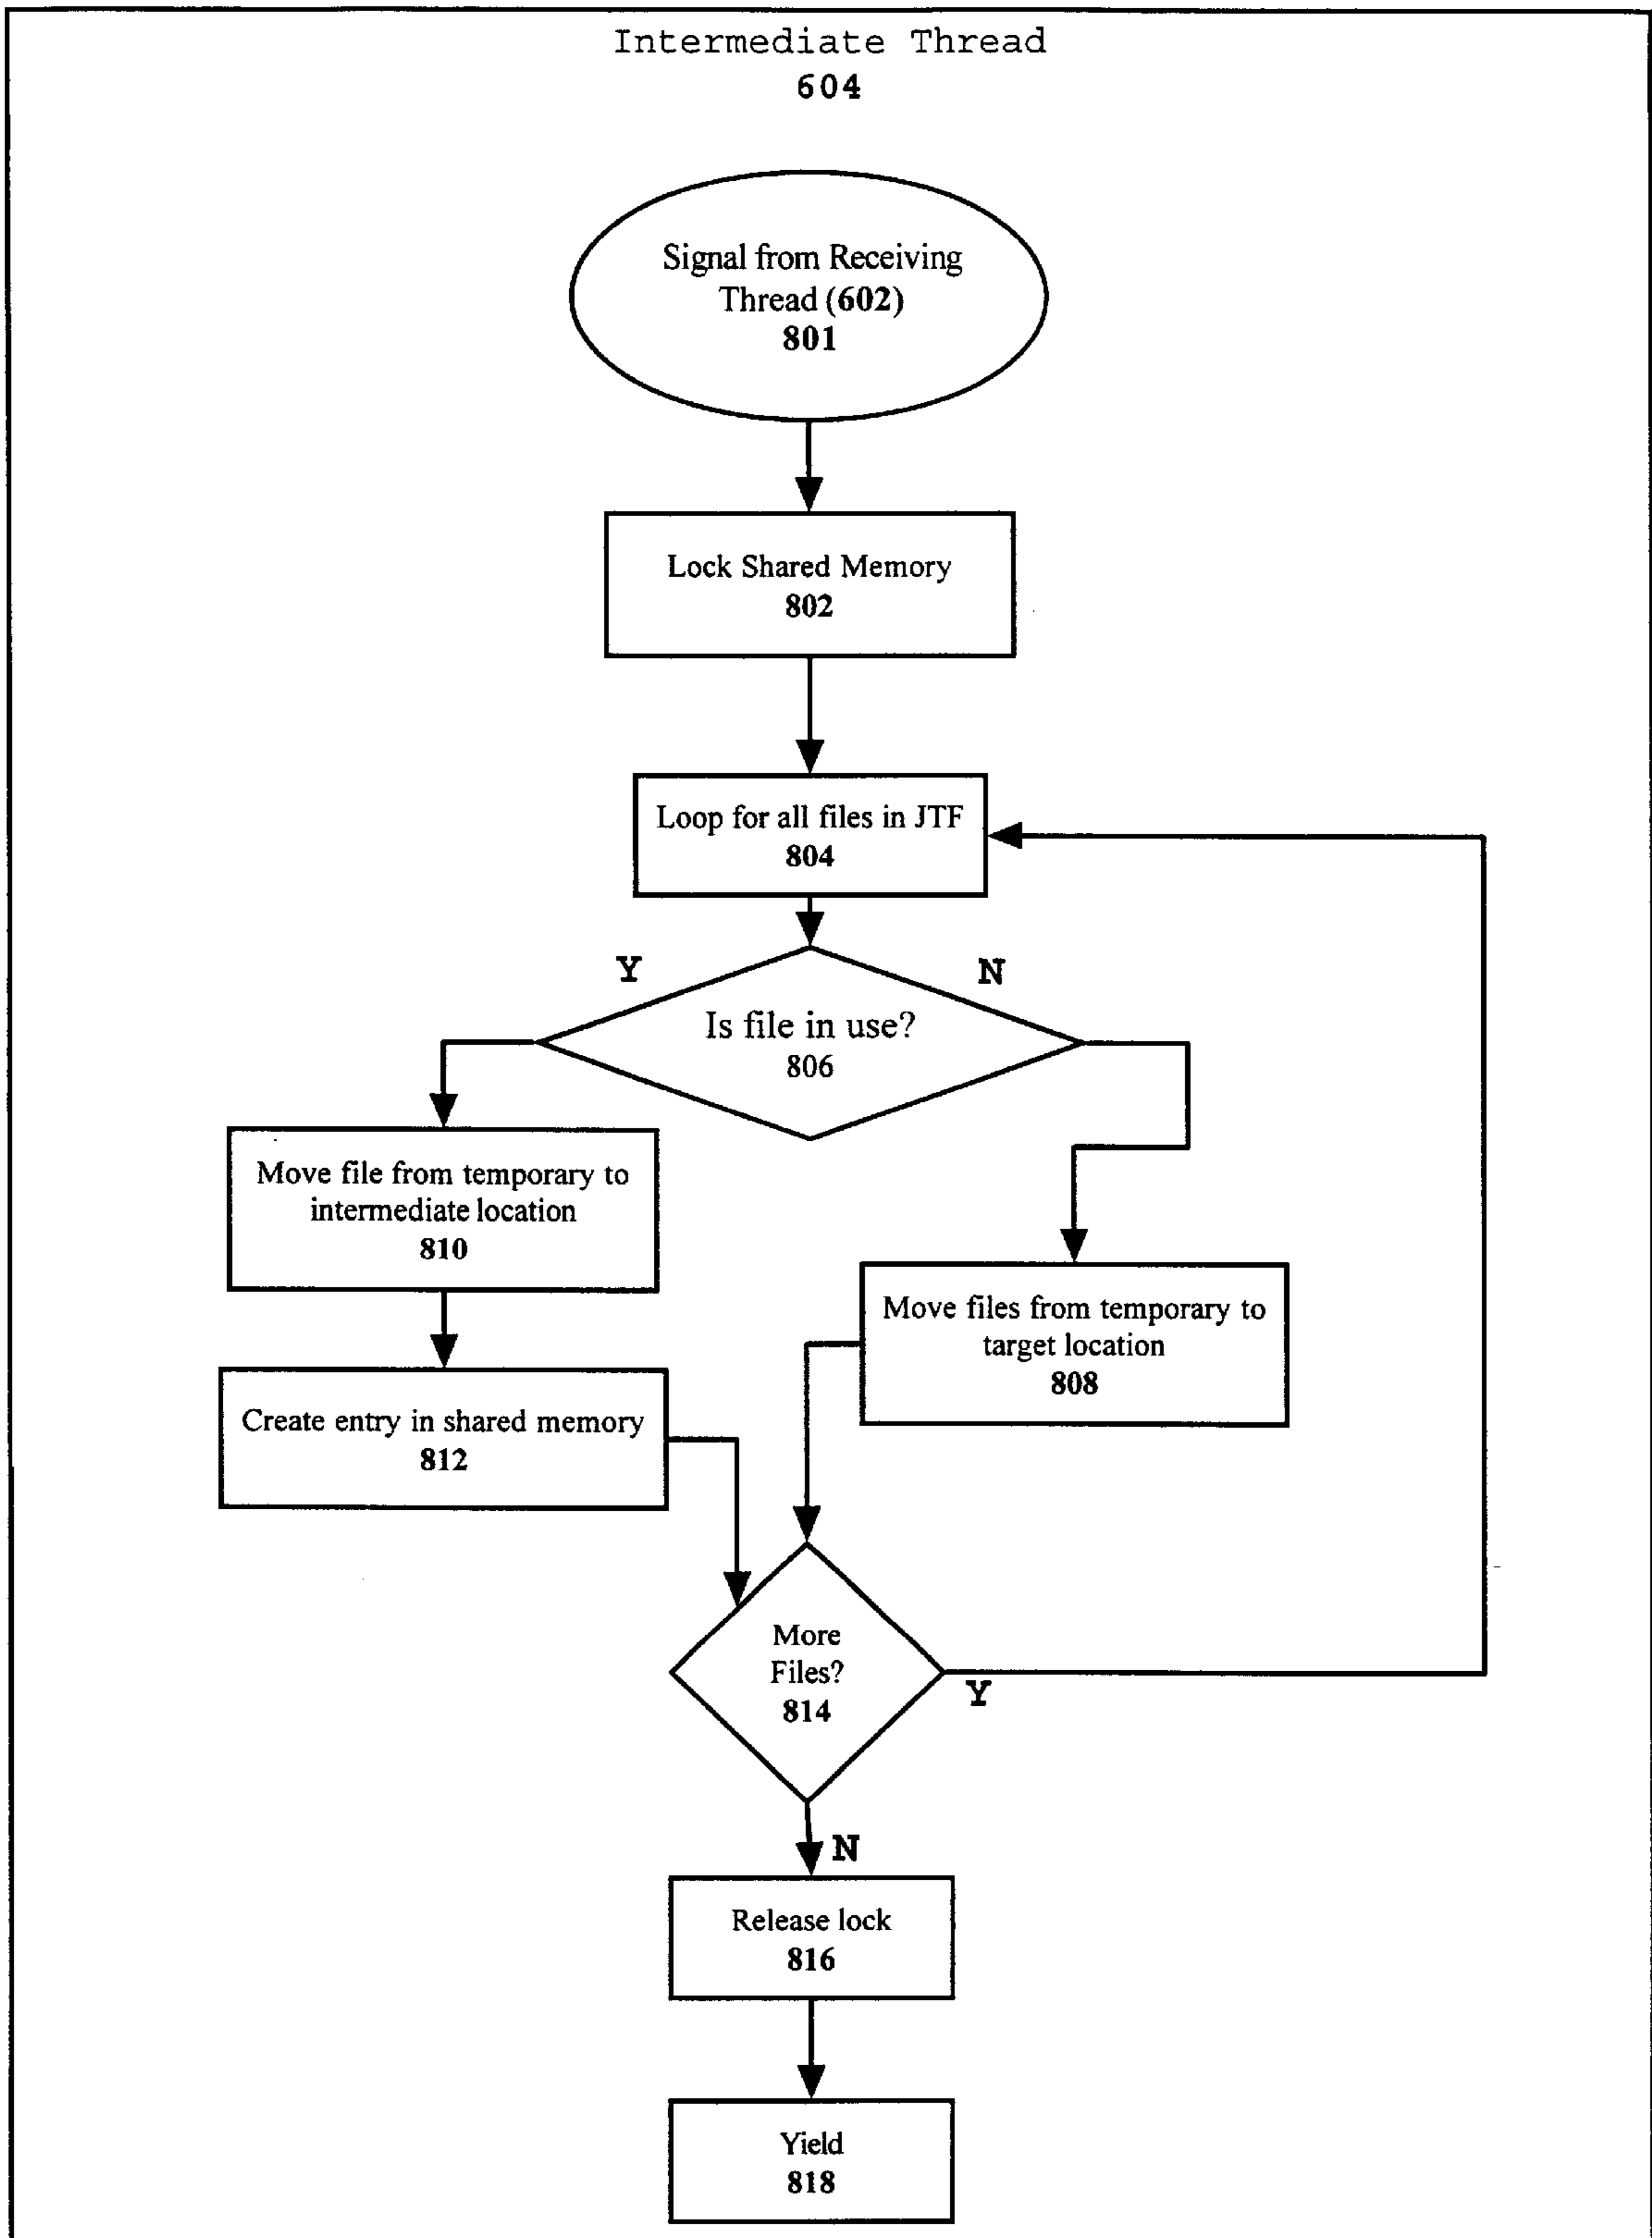 Intermediate Thread
604
Signal from Receiving
Thread (602)
801
Lock Shared Memory
802
Loop for all files in JTF
804
Y
N
Is file in use?
806
Move file from temporary to
intermediate location
810
Move files from temporary to
target location
808
Create entry in shared memory
812
More
Files?
814
Y
N
Release lock
816
Yield
818